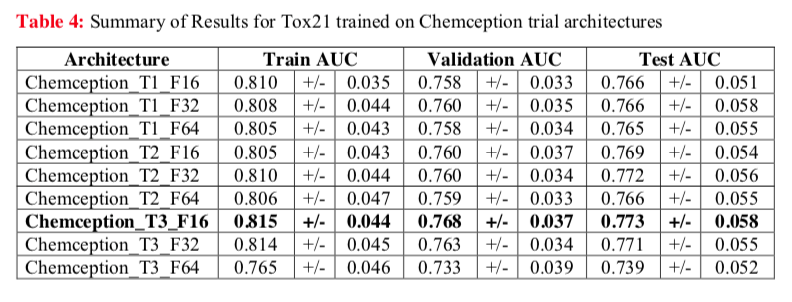 Table 4: Summary of Results for Tox21 trained on Chemception trial architectures
Architecture Train AUC Validation AUC Test AUC
Chemception_T1_F16 0.810 +/- 0.035 0.758 +/- 0.033 0.766 +/- 0.051
Chemception_T1_F32 0.808 +/- 0.044 0.760 +/- 0.035 0.766 +/- 0.058
Chemception_T1_F64 0.805 +/- 0.043 0.758 +/- 0.034 0.765 +/- 0.055
Chemception_T2_F16 0.805 +/- 0.043 0.760 +/- 0.037 0.769 +/- 0.054
Chemception_T2_F32 0.810 +/- 0.044 0.760 +/- 0.034 0.772 +/- 0.056
Chemception_T2_F64 0.806 +/- 0.047 0.759 +/- 0.033 0.766 +/- 0.055
Chemception_T3_F16 0.815 +/- 0.044 0.768 +/- 0.037 0.773 +/- 0.058
Chemception_T3_F32 0.814 +/- 0.045 0.763 +/- 0.034 0.771 +/- 0.055
Chemception_T3_F64 0.765 +/- 0.046 0.733 +/- 0.039 0.739 +/- 0.052